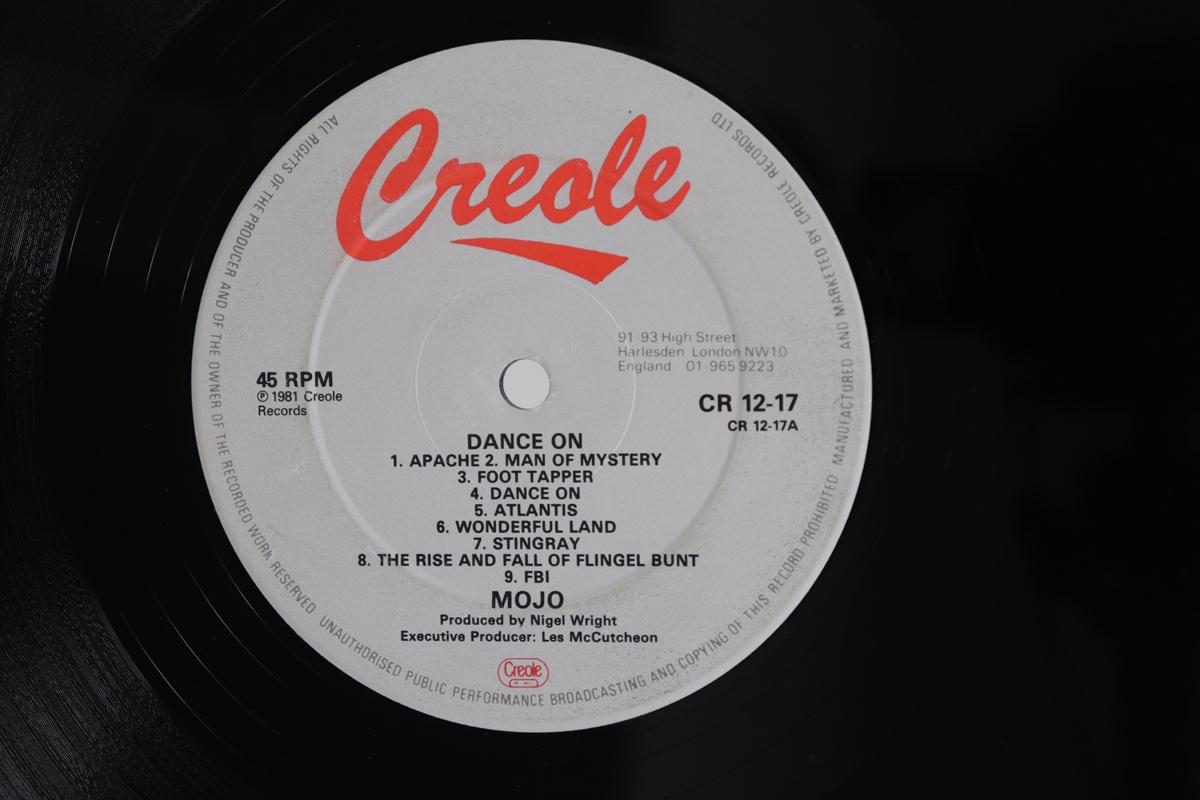 Creole
91-93 High Street
Harlesden London NW10
England 01 965 9223
45 RPM
℗ 1981 Creole
Records
CR 12-17
CR 12-17A
DANCE ON
1. APACHE 2. MAN OF MYSTERY
3. FOOT TAPPER
4. DANCE ON
5. ATLANTIS
6. WONDERFUL LAND
7. STINGRAY
8. THE RISE AND FALL OF FLINGEL BUNT
9. FBI
MOJO
Produced by Nigel Wright
Executive Producer: Les McCutcheon
Creole
ALL RIGHTS OF THE PRODUCER AND OF THE OWNER OF THE RECORDED WORK RESERVED UNAUTHORISED PUBLIC PERFORMANCE BROADCASTING AND COPYING OF THIS RECORD PROHIBITED MANUFACTURED AND MARKETED BY CREOLE RECORDS LTD